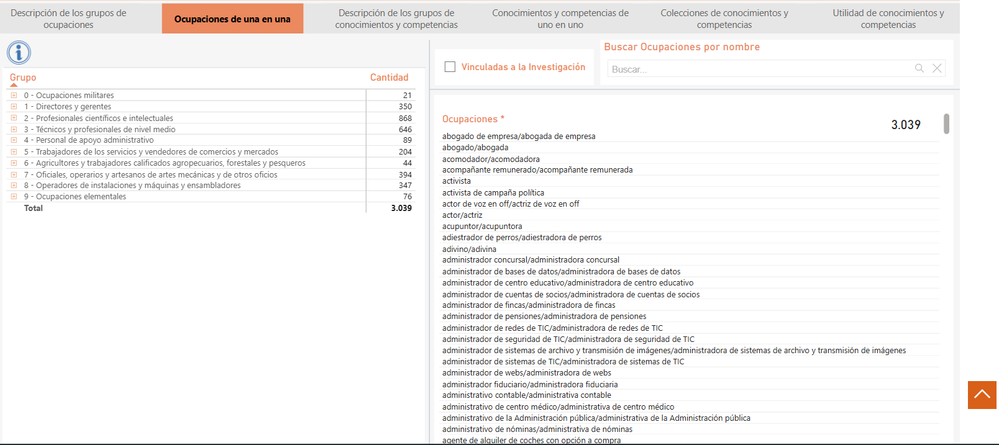 Descripción de los grupos de
ocupaciones
Ocupaciones de una en una
Descripción de los grupos de
conocimientos y competencias
Conocimientos y competencias de
uno en uno
Colecciones de conocimientos y
competencias
Utilidad de conocimientos y
competencias
Grupo Cantidad
0 - Ocupaciones militares 21
1 - Directores y gerentes 350
2 - Profesionales científicos e intelectuales 868
3 - Técnicos y profesionales de nivel medio 646
4 - Personal de apoyo administrativo 89
5 - Trabajadores de los servicios y vendedores de comercios y mercados 204
6 - Agricultores y trabajadores calificados agropecuarios, forestales y pesqueros 44
7 - Oficiales, operarios y artesanos de artes mecánicas y de otros oficios 394
8 - Operadores de instalaciones y máquinas y ensambladores 347
9 - Ocupaciones elementales 76
Total 3.039
Vinculadas a la Investigación
Buscar Ocupaciones por nombre
Buscar...
Ocupaciones *
3.039
abogado de empresa/abogada de empresa
abogado/abogada
acomodador/acomodadora
acompañante remunerado/acompañante remunerada
activista
activista de campaña política
actor de voz en off/actriz de voz en off
actor/actriz
acupuntor/acupuntora
adiestrador de perros/adiestradora de perros
adivino/adivina
administrador concursal/administradora concursal
administrador de bases de datos/administradora de bases de datos
administrador de centro educativo/administradora de centro educativo
administrador de cuentas de socios/administradora de cuentas de socios
administrador de fincas/administradora de fincas
administrador de pensiones/administradora de pensiones
administrador de redes de TIC/administradora de redes de TIC
administrador de seguridad de TIC/administradora de seguridad de TIC
administrador de sistemas de archivo y transmisión de imágenes/administradora de sistemas de archivo y transmisión de imágenes
administrador de sistemas de TIC/administradora de sistemas de TIC
administrador de webs/administradora de webs
administrador fiduciario/administradora fiduciaria
administrativo contable/administrativa contable
administrativo de centro médico/administrativa de centro médico
administrativo de la Administración pública/administrativa de la Administración pública
administrativo de nóminas/administrativa de nóminas
agente de alquiler de coches con opción a compra